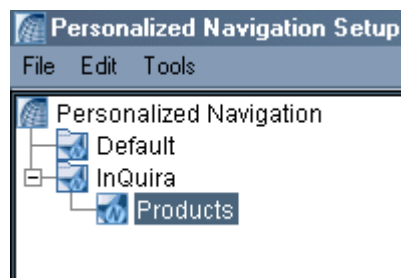 Personalized Navigation Setup
File Edit Tools
Personalized Navigation
Default
InQuira
Products